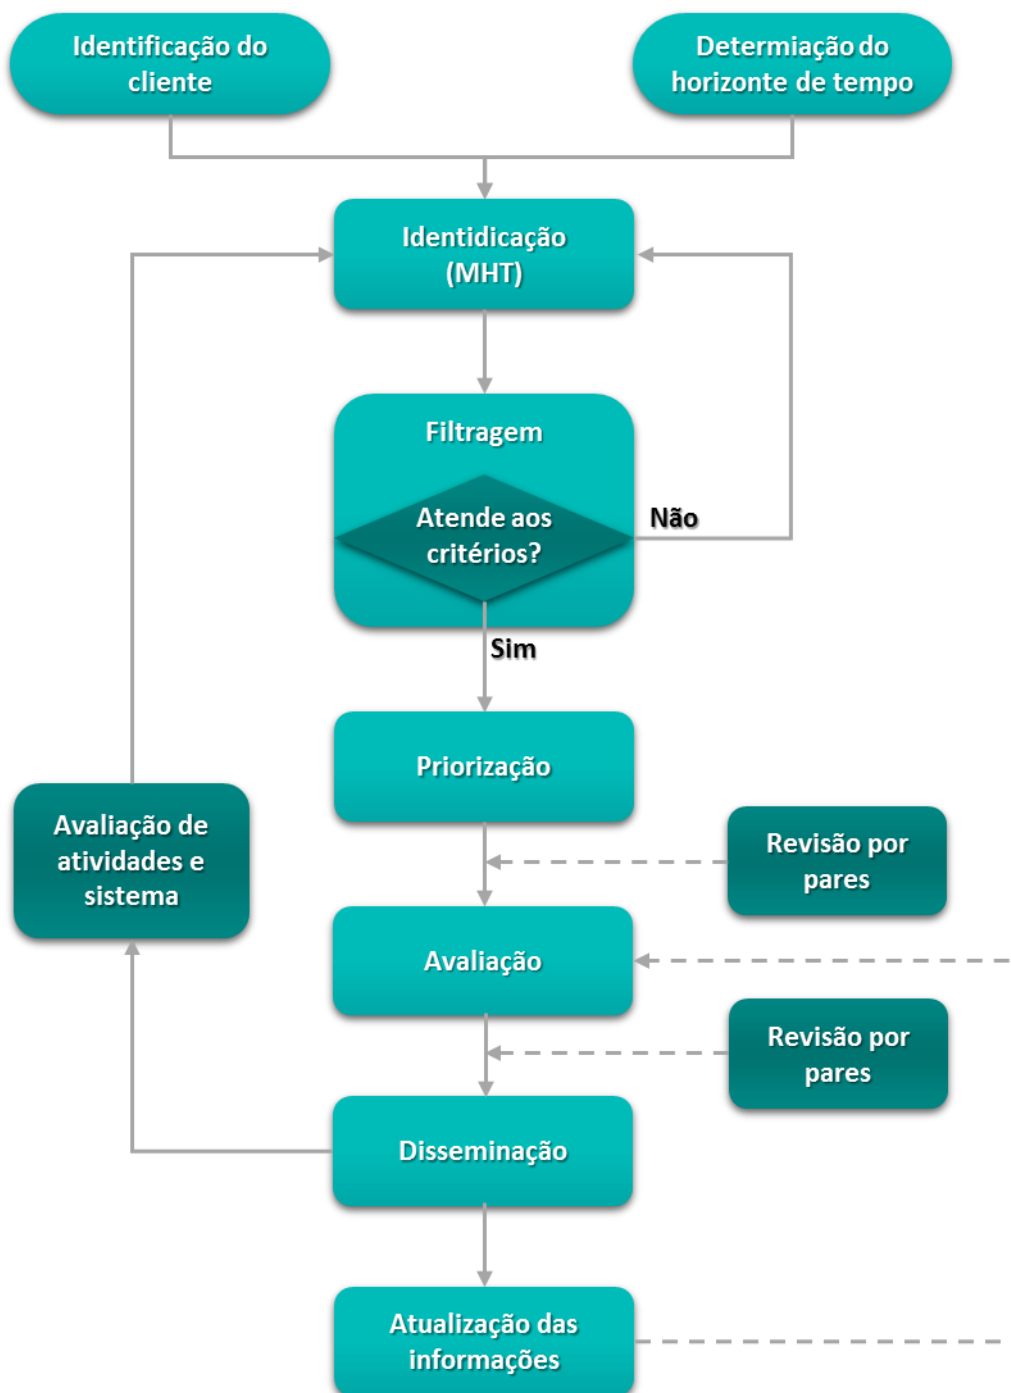 Identificação do
cliente
Determiação do
horizonte de tempo
Identidicação
(MHT)
Filtragem
Atende aos
critérios?
Não
Sim
Priorização
Avaliação de
atividades e
sistema
Revisão por
pares
Avaliação
Revisão por
pares
Disseminação
Atualização das
informações